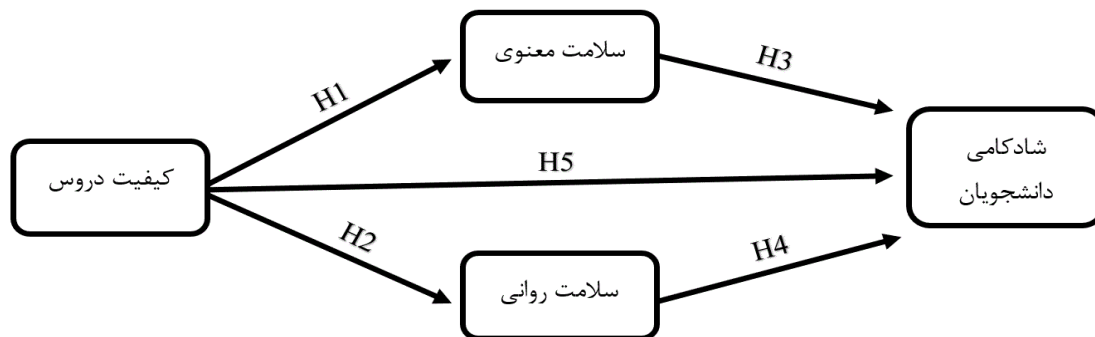 سلامت معنوی
H3
H1
شادکامی
دانشجویان
H5
کیفیت دروس
H2
H4
سلامت روانی